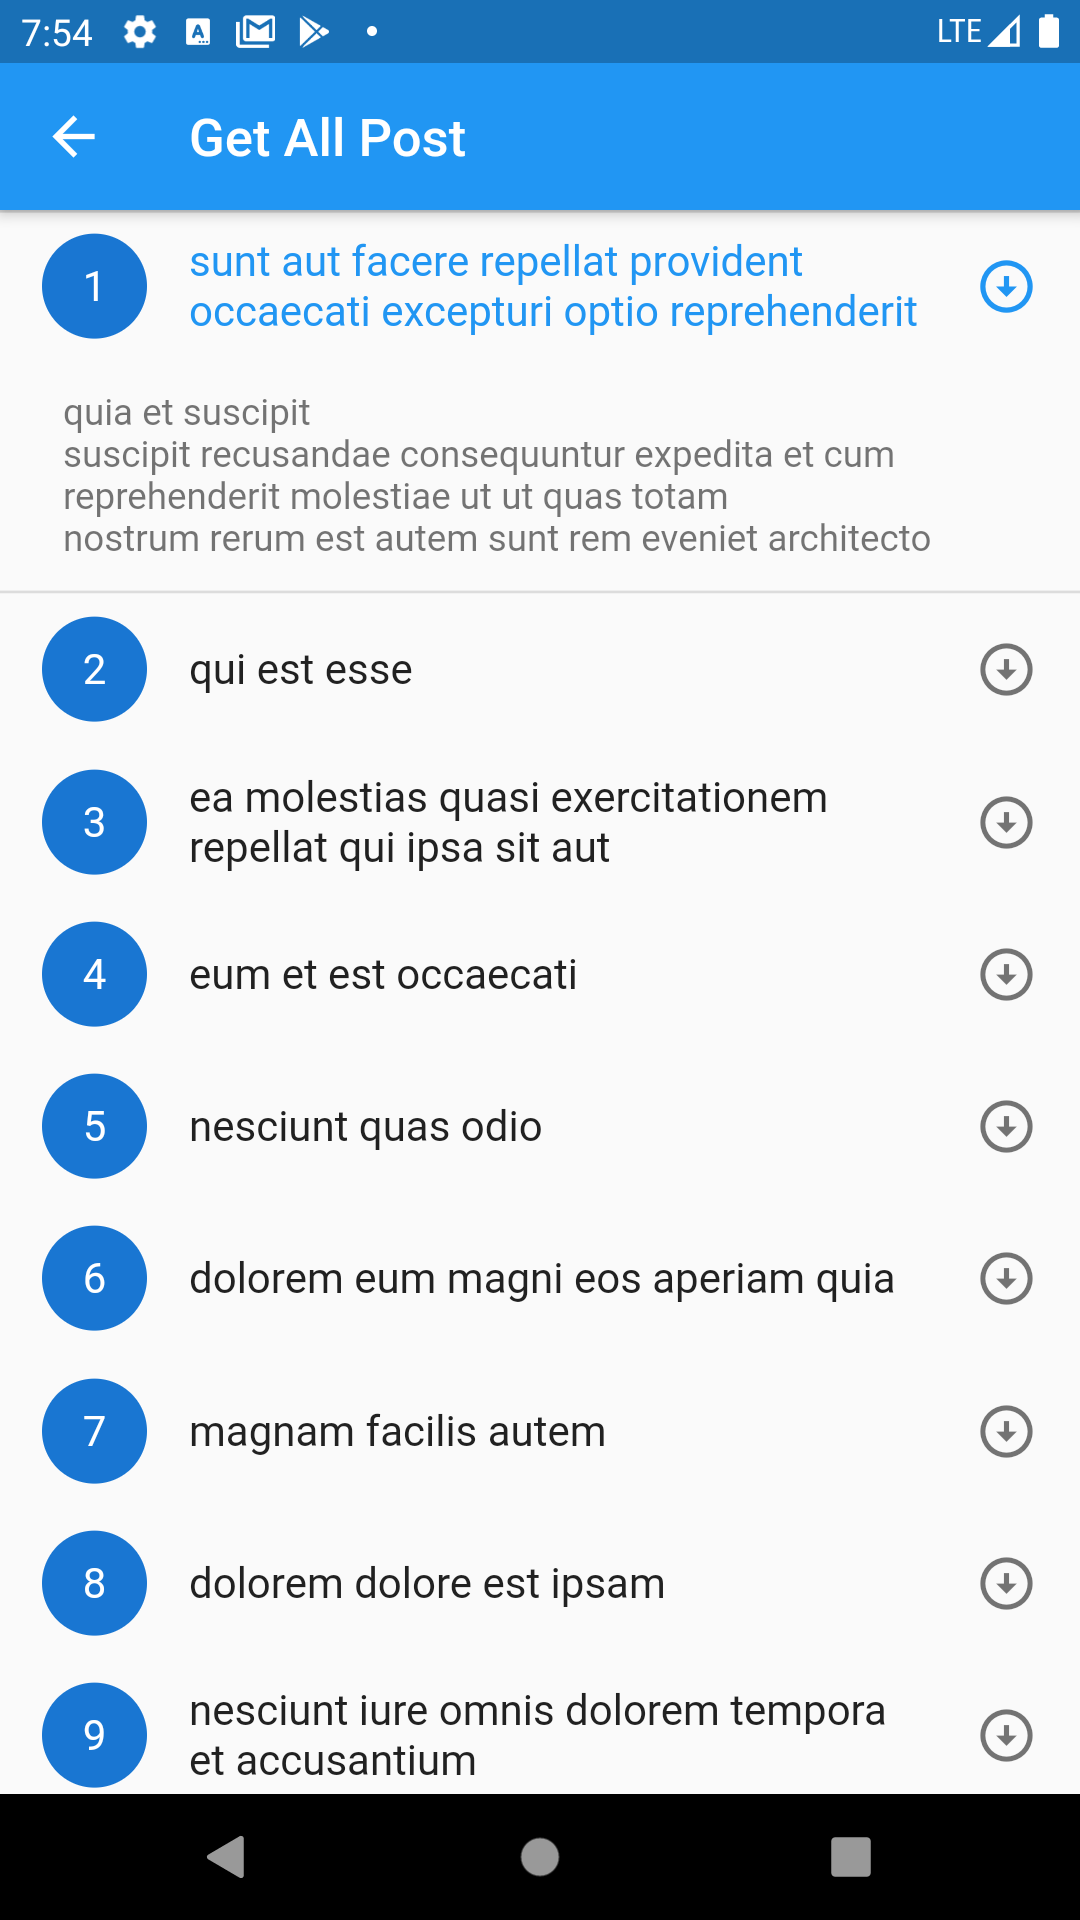 7:54 LTE
Get All Post
1
sunt aut facere repellat provident
occaecati excepturi optio reprehenderit
quia et suscipit
suscipit recusandae consequuntur expedita et cum
reprehenderit molestiae ut ut quas totam
nostrum rerum est autem sunt rem eveniet architecto
2 qui est esse
3
ea molestias quasi exercitationem
repellat qui ipsa sit aut
4 eum et est occaecati
5 nesciunt quas odio
6 dolorem eum magni eos aperiam quia
7 magnam facilis autem
8 dolorem dolore est ipsam
9
nesciunt iure omnis dolorem tempora
et accusantium